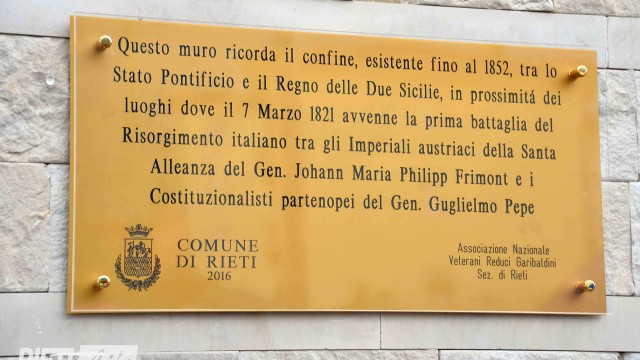 Questo muro ricorda il confine, esistente fino al 1852, tra lo
Stato Pontificio e il Regno delle Due Sicilie, in prossimitá dei
luoghi dove il 7 Marzo 1821 avvenne la prima battaglia del
Risorgimento italiano tra gli Imperiali austriaci della Santa
Alleanza del Gen. Johann Maria Philipp Frimont e i
Costituzionalisti partenopei del Gen. Guglielmo Pepe
COMUNE
DI RIETI
2016
Associazione Nazionale
Veterani Reduci Garibaldini
Sez. di Rieti